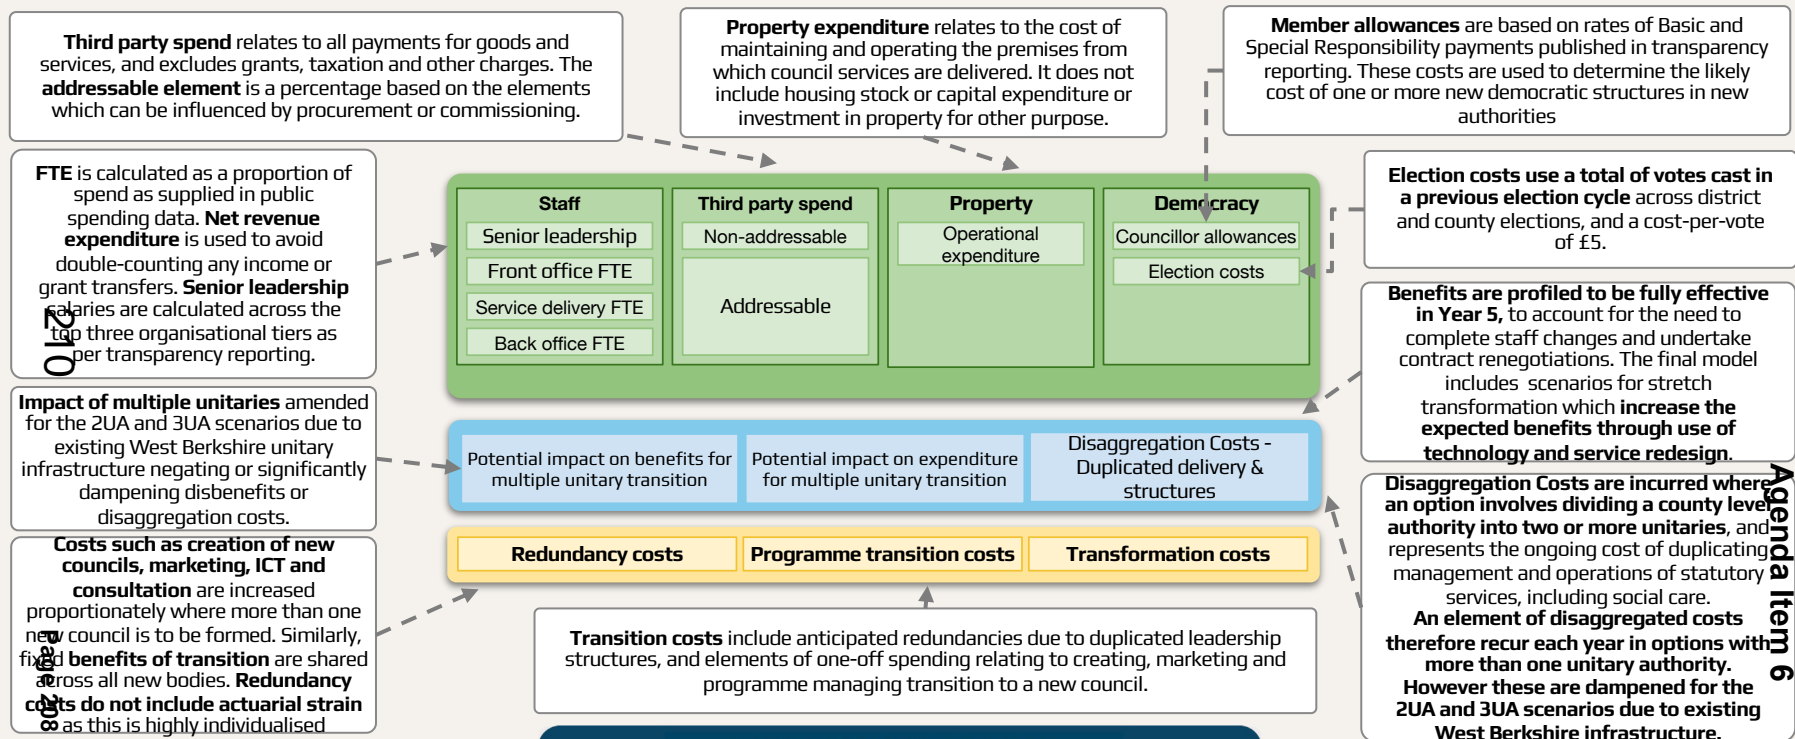 Third party spend relates to all payments for goods and
services, and excludes grants, taxation and other charges. The
addressable element is a percentage based on the elements
which can be influenced by procurement or commissioning.
Property expenditure relates to the cost of
maintaining and operating the premises from
which council services are delivered. It does not
include housing stock or capital expenditure or
investment in property for other purpose.
Member allowances are based on rates of Basic and
Special Responsibility payments published in transparency
reporting. These costs are used to determine the likely
cost of one or more new democratic structures in new
authorities
FTE is calculated as a proportion of
spend as supplied in public
spending data. Net revenue
expenditure is used to avoid
double-counting any income or
grant transfers. Senior leadership
salaries are calculated across the
top three organisational tiers as
per transparency reporting.
210
Staff
Senior leadership
Front office FTE
Service delivery FTE
Back office FTE
Third party spend
Non-addressable
Addressable
Property
Operational
expenditure
Democracy
Councillor allowances
Election costs
Election costs use a total of votes cast in
a previous election cycle across district
and county elections, and a cost-per-vote
of £5.
Benefits are profiled to be fully effective
in Year 5, to account for the need to
complete staff changes and undertake
contract renegotiations. The final model
includes scenarios for stretch
transformation which increase the
expected benefits through use of
technology and service redesign.
Impact of multiple unitaries amended
for the 2UA and 3UA scenarios due to
existing West Berkshire unitary
infrastructure negating or significantly
dampening disbenefits or
disaggregation costs.
Potential impact on benefits for
multiple unitary transition
Potential impact on expenditure
for multiple unitary transition
Disaggregation Costs -
Duplicated delivery &
structures
Disaggregation Costs are incurred where
an option involves dividing a county level
authority into two or more unitaries, and
represents the ongoing cost of duplicating
management and operations of statutory
services, including social care.
An element of disaggregated costs
therefore recur each year in options with
more than one unitary authority.
However these are dampened for the
2UA and 3UA scenarios due to existing
West Berkshire infrastructure.
Agenda Item 6
Costs such as creation of new
councils, marketing, ICT and
consultation are increased
proportionately where more than one
new council is to be formed. Similarly,
fixed benefits of transition are shared
across all new bodies. Redundancy
costs do not include actuarial strain
as this is highly individualised
Page 208
Redundancy costs
Programme transition costs
Transformation costs
Transition costs include anticipated redundancies due to duplicated leadership
structures, and elements of one-off spending relating to creating, marketing and
programme managing transition to a new council.